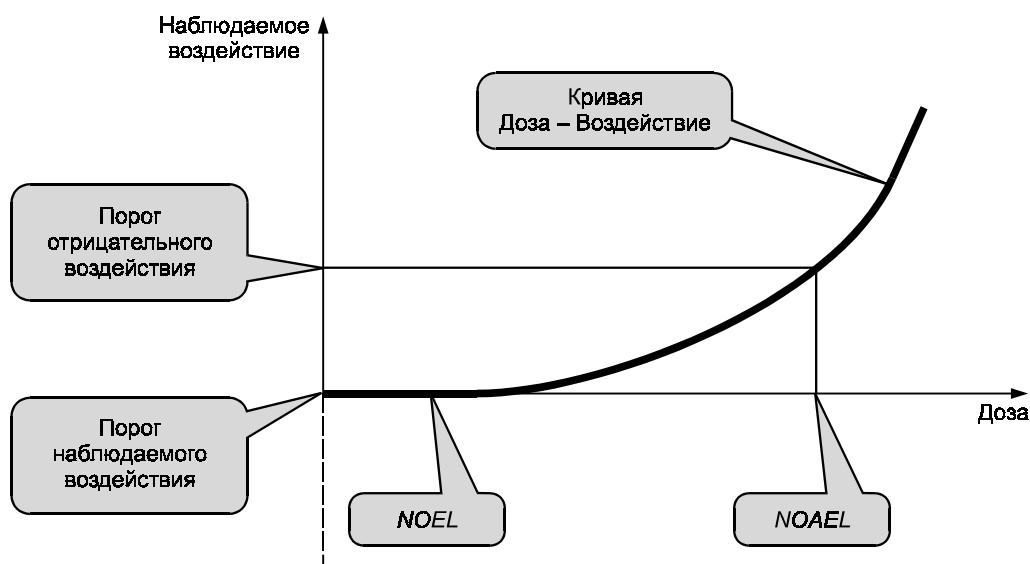 Наблюдаемое
воздействие
Кривая
Доза – Воздействие
Порог
отрицательного
воздействия
Доза
Порог
наблюдаемого
воздействия
NOEL
NOAEL